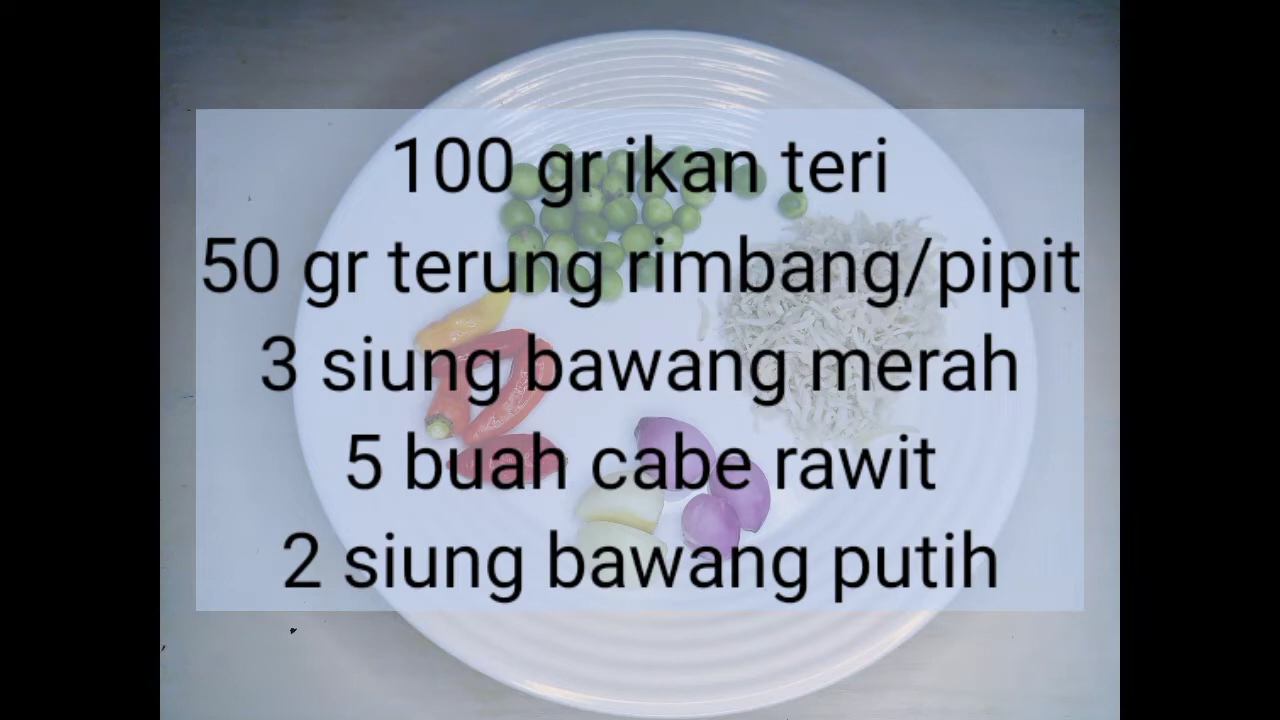 100 gr ikan teri
50 gr terung rimbang/pipit
3 siung bawang merah
5 buah cabe rawit
2 siung bawang putih